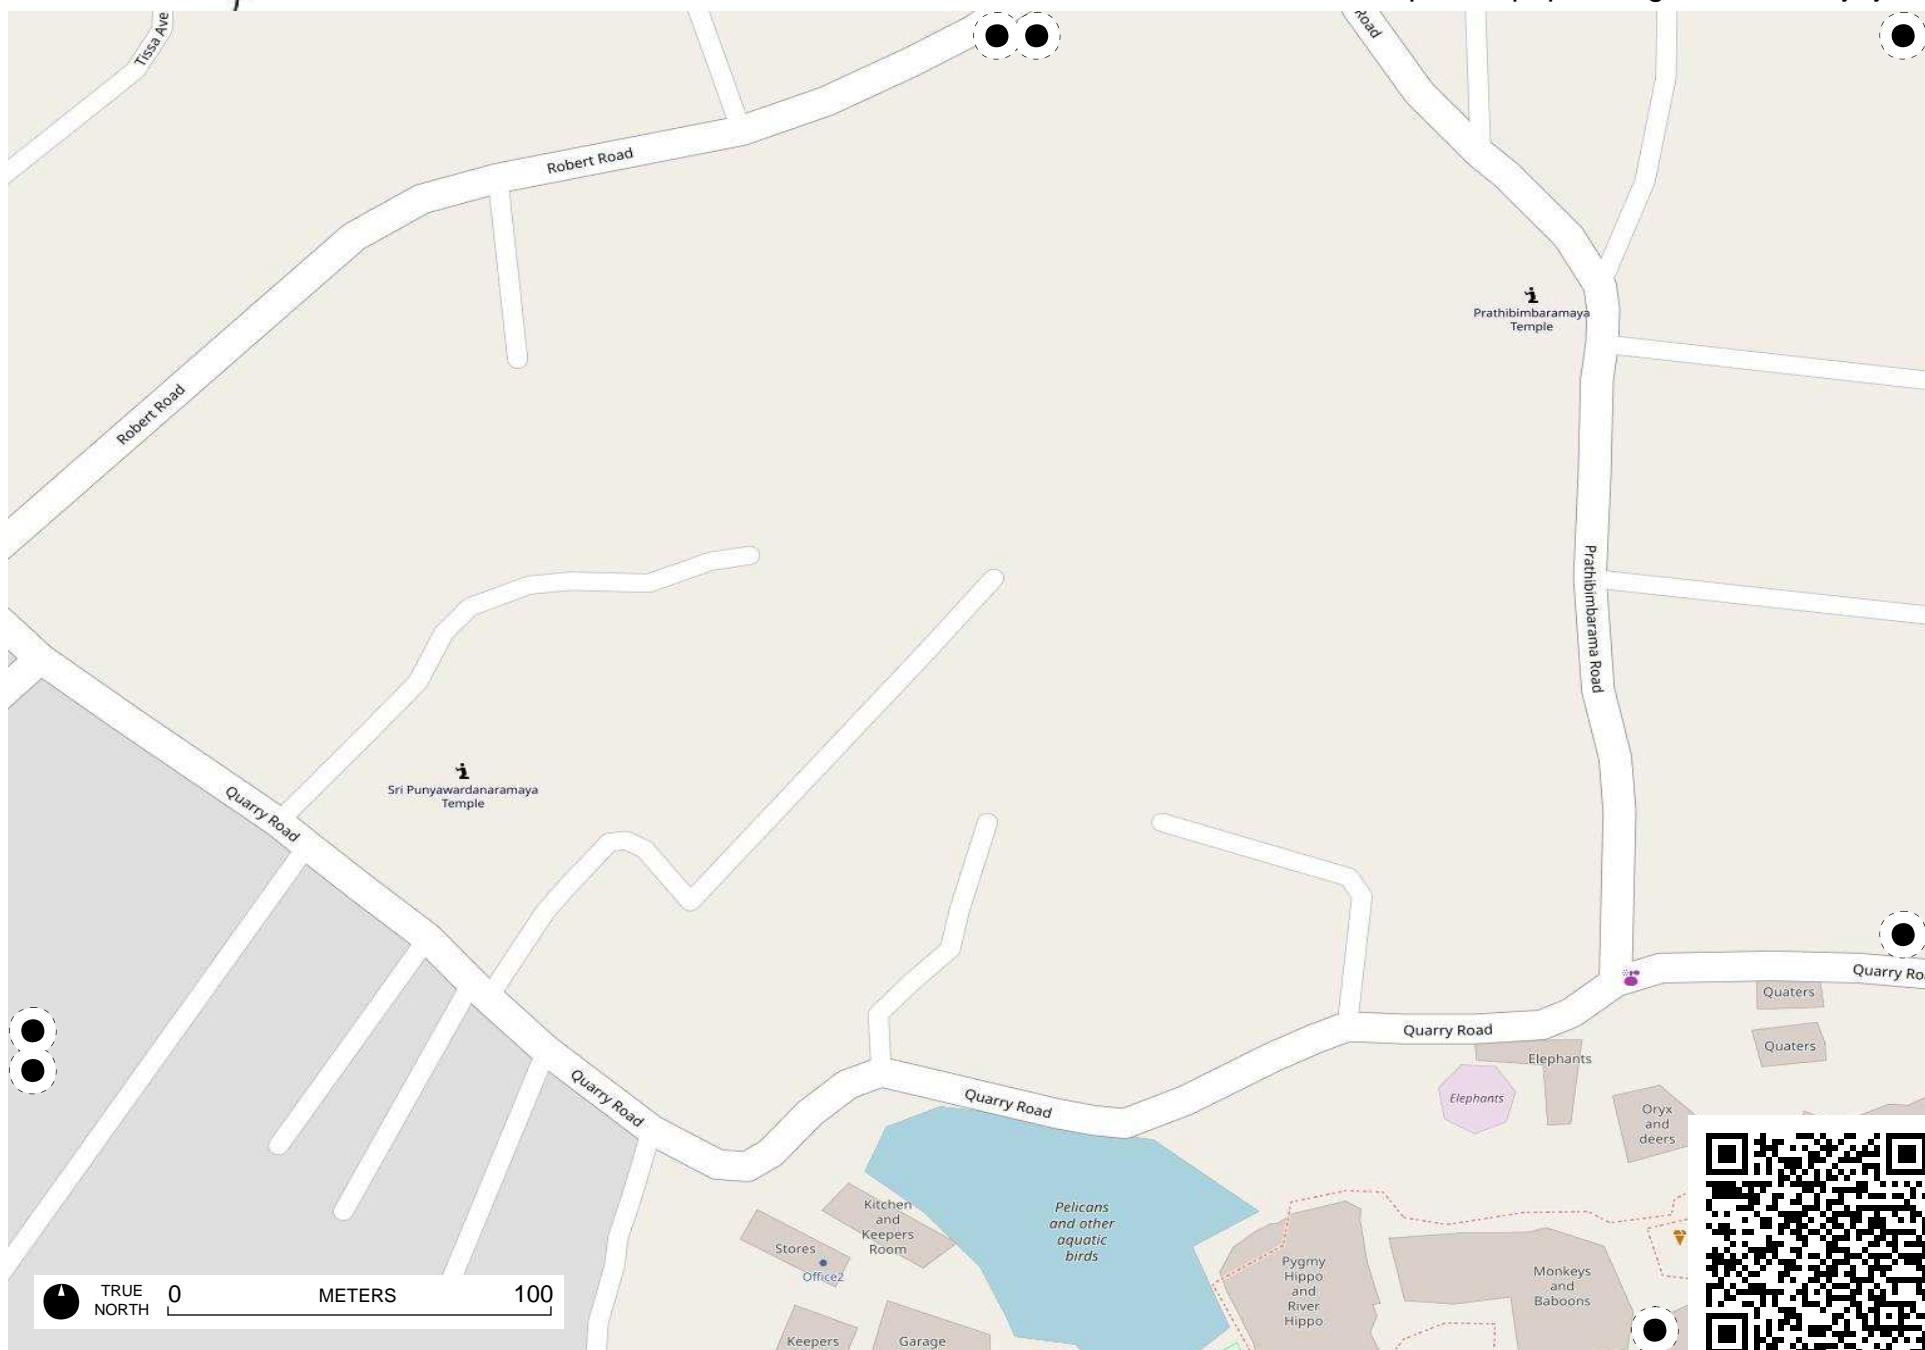 Tissa Ave
Road
Robert Road
Prathibimbaramaya
Temple
Robert Road
Prathibimbarama Road
Sri Punyawardanaramaya
Temple
Quarry Road
Quarry Ro
Quaters
Quarry Road
Quaters
Elephants
Elephants
Quarry Road
Quarry Road
Oryx
and
deers
Kitchen
and
Keepers
Room
Pelicans
and other
aquatic
birds
Stores
Office2
Pygmy
Hippo
and
River
Hippo
Monkeys
and
Baboons
TRUE
NORTH
0 METERS 100
Keepers
Garage